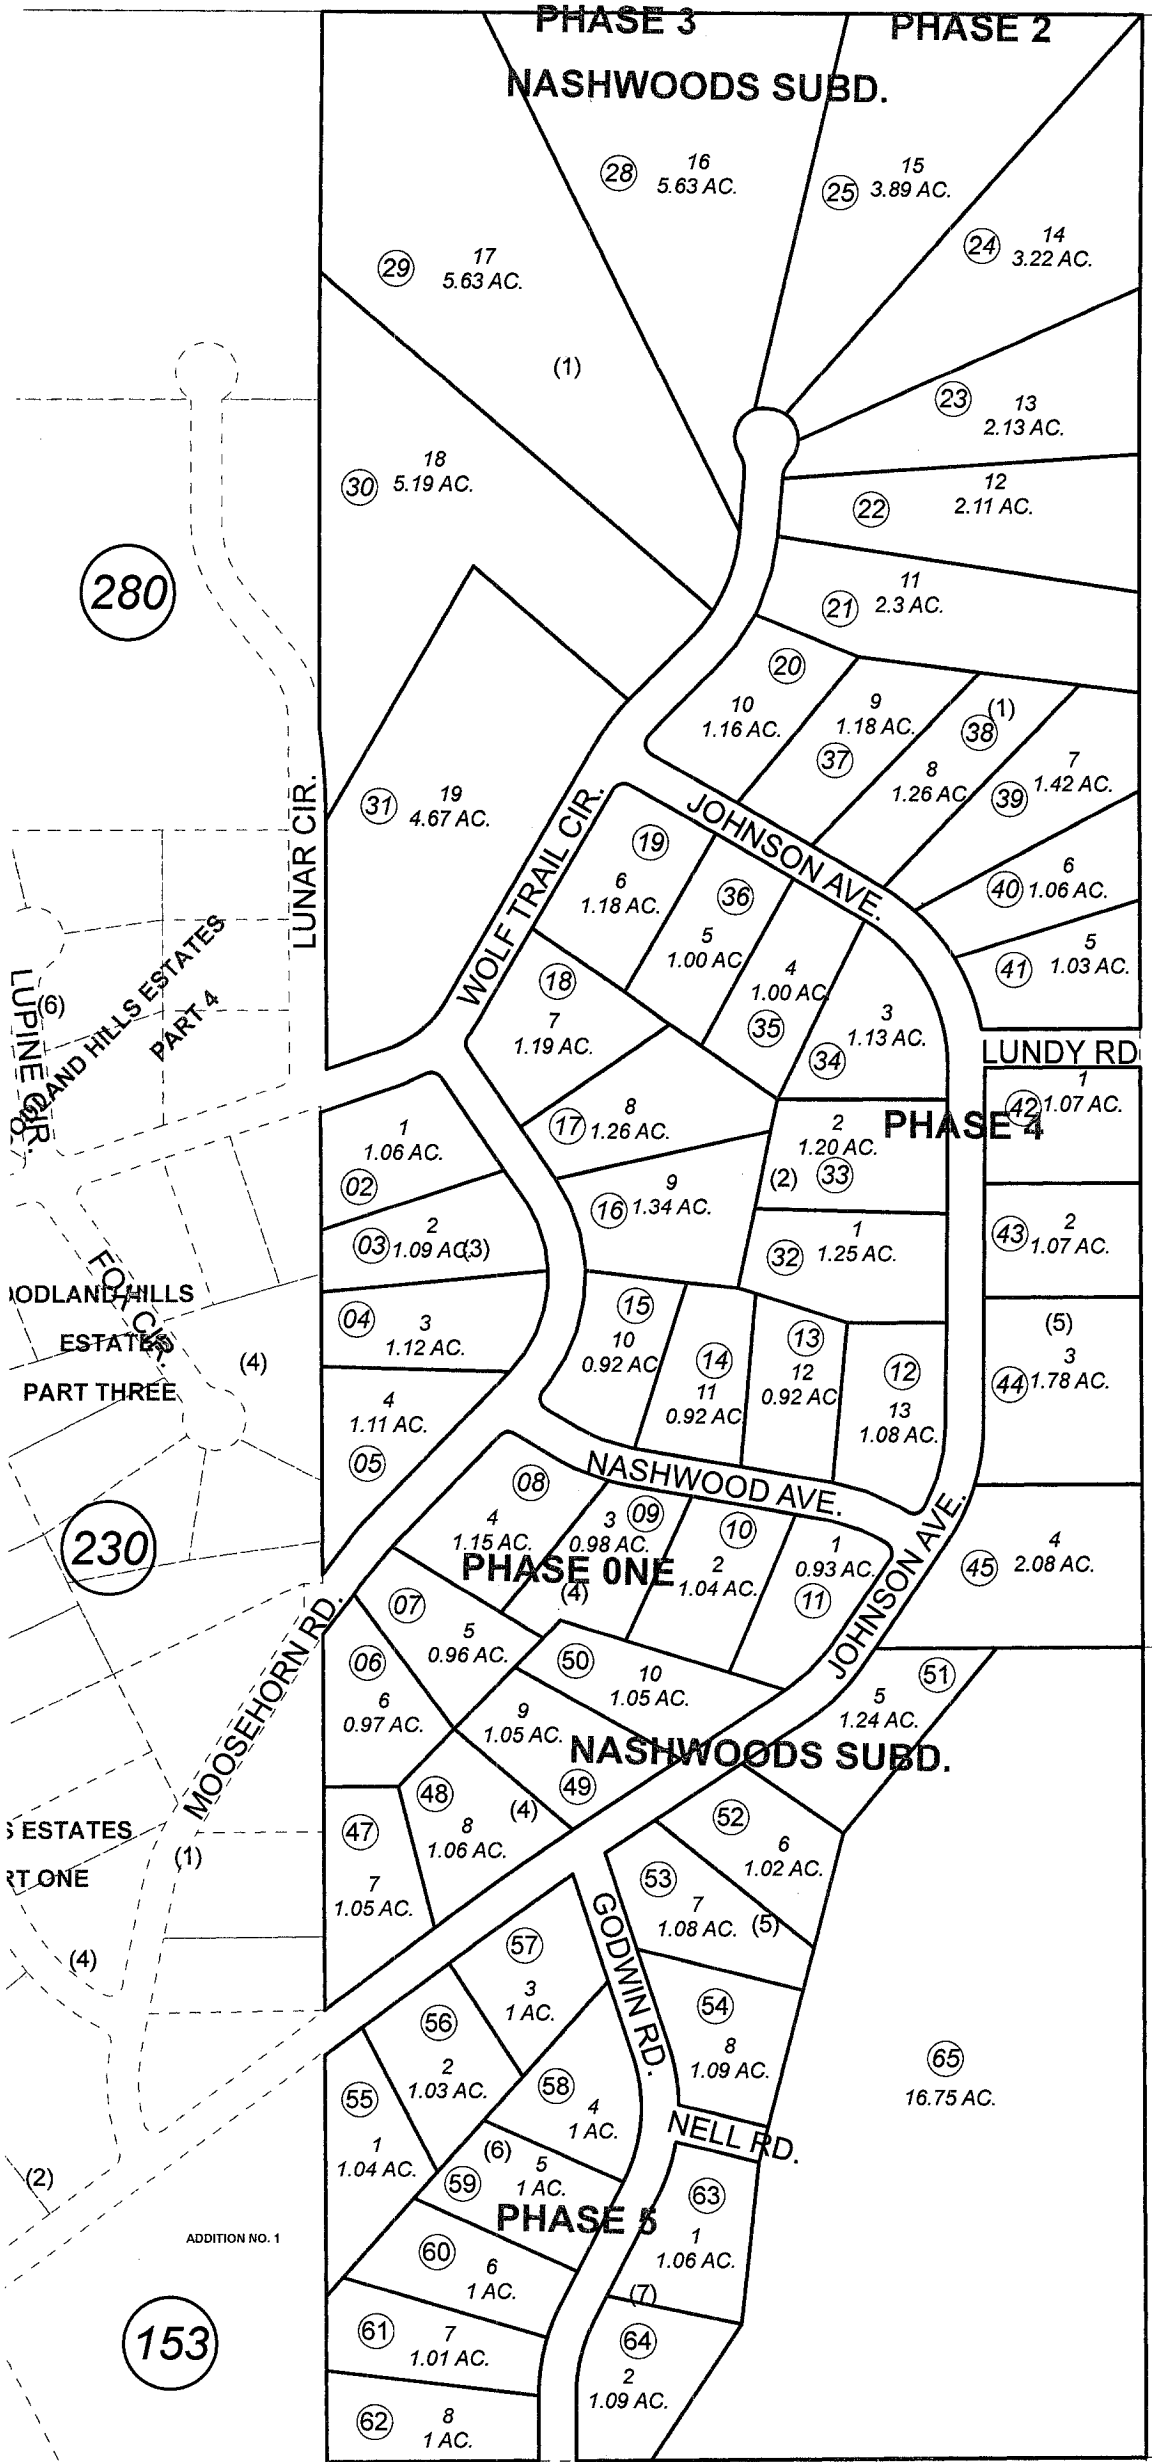 PHASE 3
PHASE 2
NASHWOODS SUBD.
28
16
5.63 AC.
25
15
3.89 AC.
24
14
3.22 AC.
29
17
5.63 AC.
(1)
23
13
2.13 AC.
30
18
5.19 AC.
22
12
2.11 AC.
280
21
11
2.3 AC.
20
10
1.16 AC.
9
1.18 AC.
37
(1)
38
8
1.26 AC
7
1.42 AC.
39
31
19
4.67 AC.
LUNAR CIR.
WOLF TRAIL CIR.
JOHNSON AVE.
19
6
1.18 AC.
36
5
1.00 AC
40
6
1.06 AC.
41
5
1.03 AC.
18
7
1.19 AC.
4
1.00 AC
35
3
1.13 AC.
34
LUPINE CIR.
(6)
LAND HILLS ESTATES
PART 4
LUNDY RD
42
1
1.07 AC.
PHASE 4
17
8
1.26 AC.
2
1.20 AC.
(2)
33
1
1.06 AC.
02
16
9
1.34 AC.
03
2
1.09 AC
(3)
32
1
1.25 AC.
43
2
1.07 AC.
FOX CIR.
ODLAND HILLS
ESTATES
PART THREE
(4)
04
3
1.12 AC.
15
10
0.92 AC
14
11
0.92 AC
13
12
0.92 AC
12
13
1.08 AC.
(5)
44
3
1.78 AC.
4
1.11 AC.
05
NASHWOOD AVE.
08
4
1.15 AC.
09
3
0.98 AC.
10
2
1.04 AC.
1
0.93 AC.
11
JOHNSON AVE.
45
4
2.08 AC.
230
PHASE 0NE
(4)
07
5
0.96 AC.
MOOSEHORN RD.
06
6
0.97 AC.
50
10
1.05 AC.
51
5
1.24 AC.
9
1.05 AC.
49
NASHWOODS SUBD.
48
(4)
8
1.06 AC.
47
7
1.05 AC.
S ESTATES
RT ONE
(1)
(4)
52
6
1.02 AC.
53
7
1.08 AC.
(5)
GODWIN RD.
57
3
1 AC.
56
2
1.03 AC.
54
8
1.09 AC.
65
16.75 AC.
55
1
1.04 AC.
58
4
1 AC.
NELL RD.
(6)
59
5
1 AC.
(2)
PHASE 5
63
1
1.06 AC.
ADDITION NO. 1
60
6
1 AC.
(7)
153
61
7
1.01 AC.
64
2
1.09 AC.
62
8
1 AC.